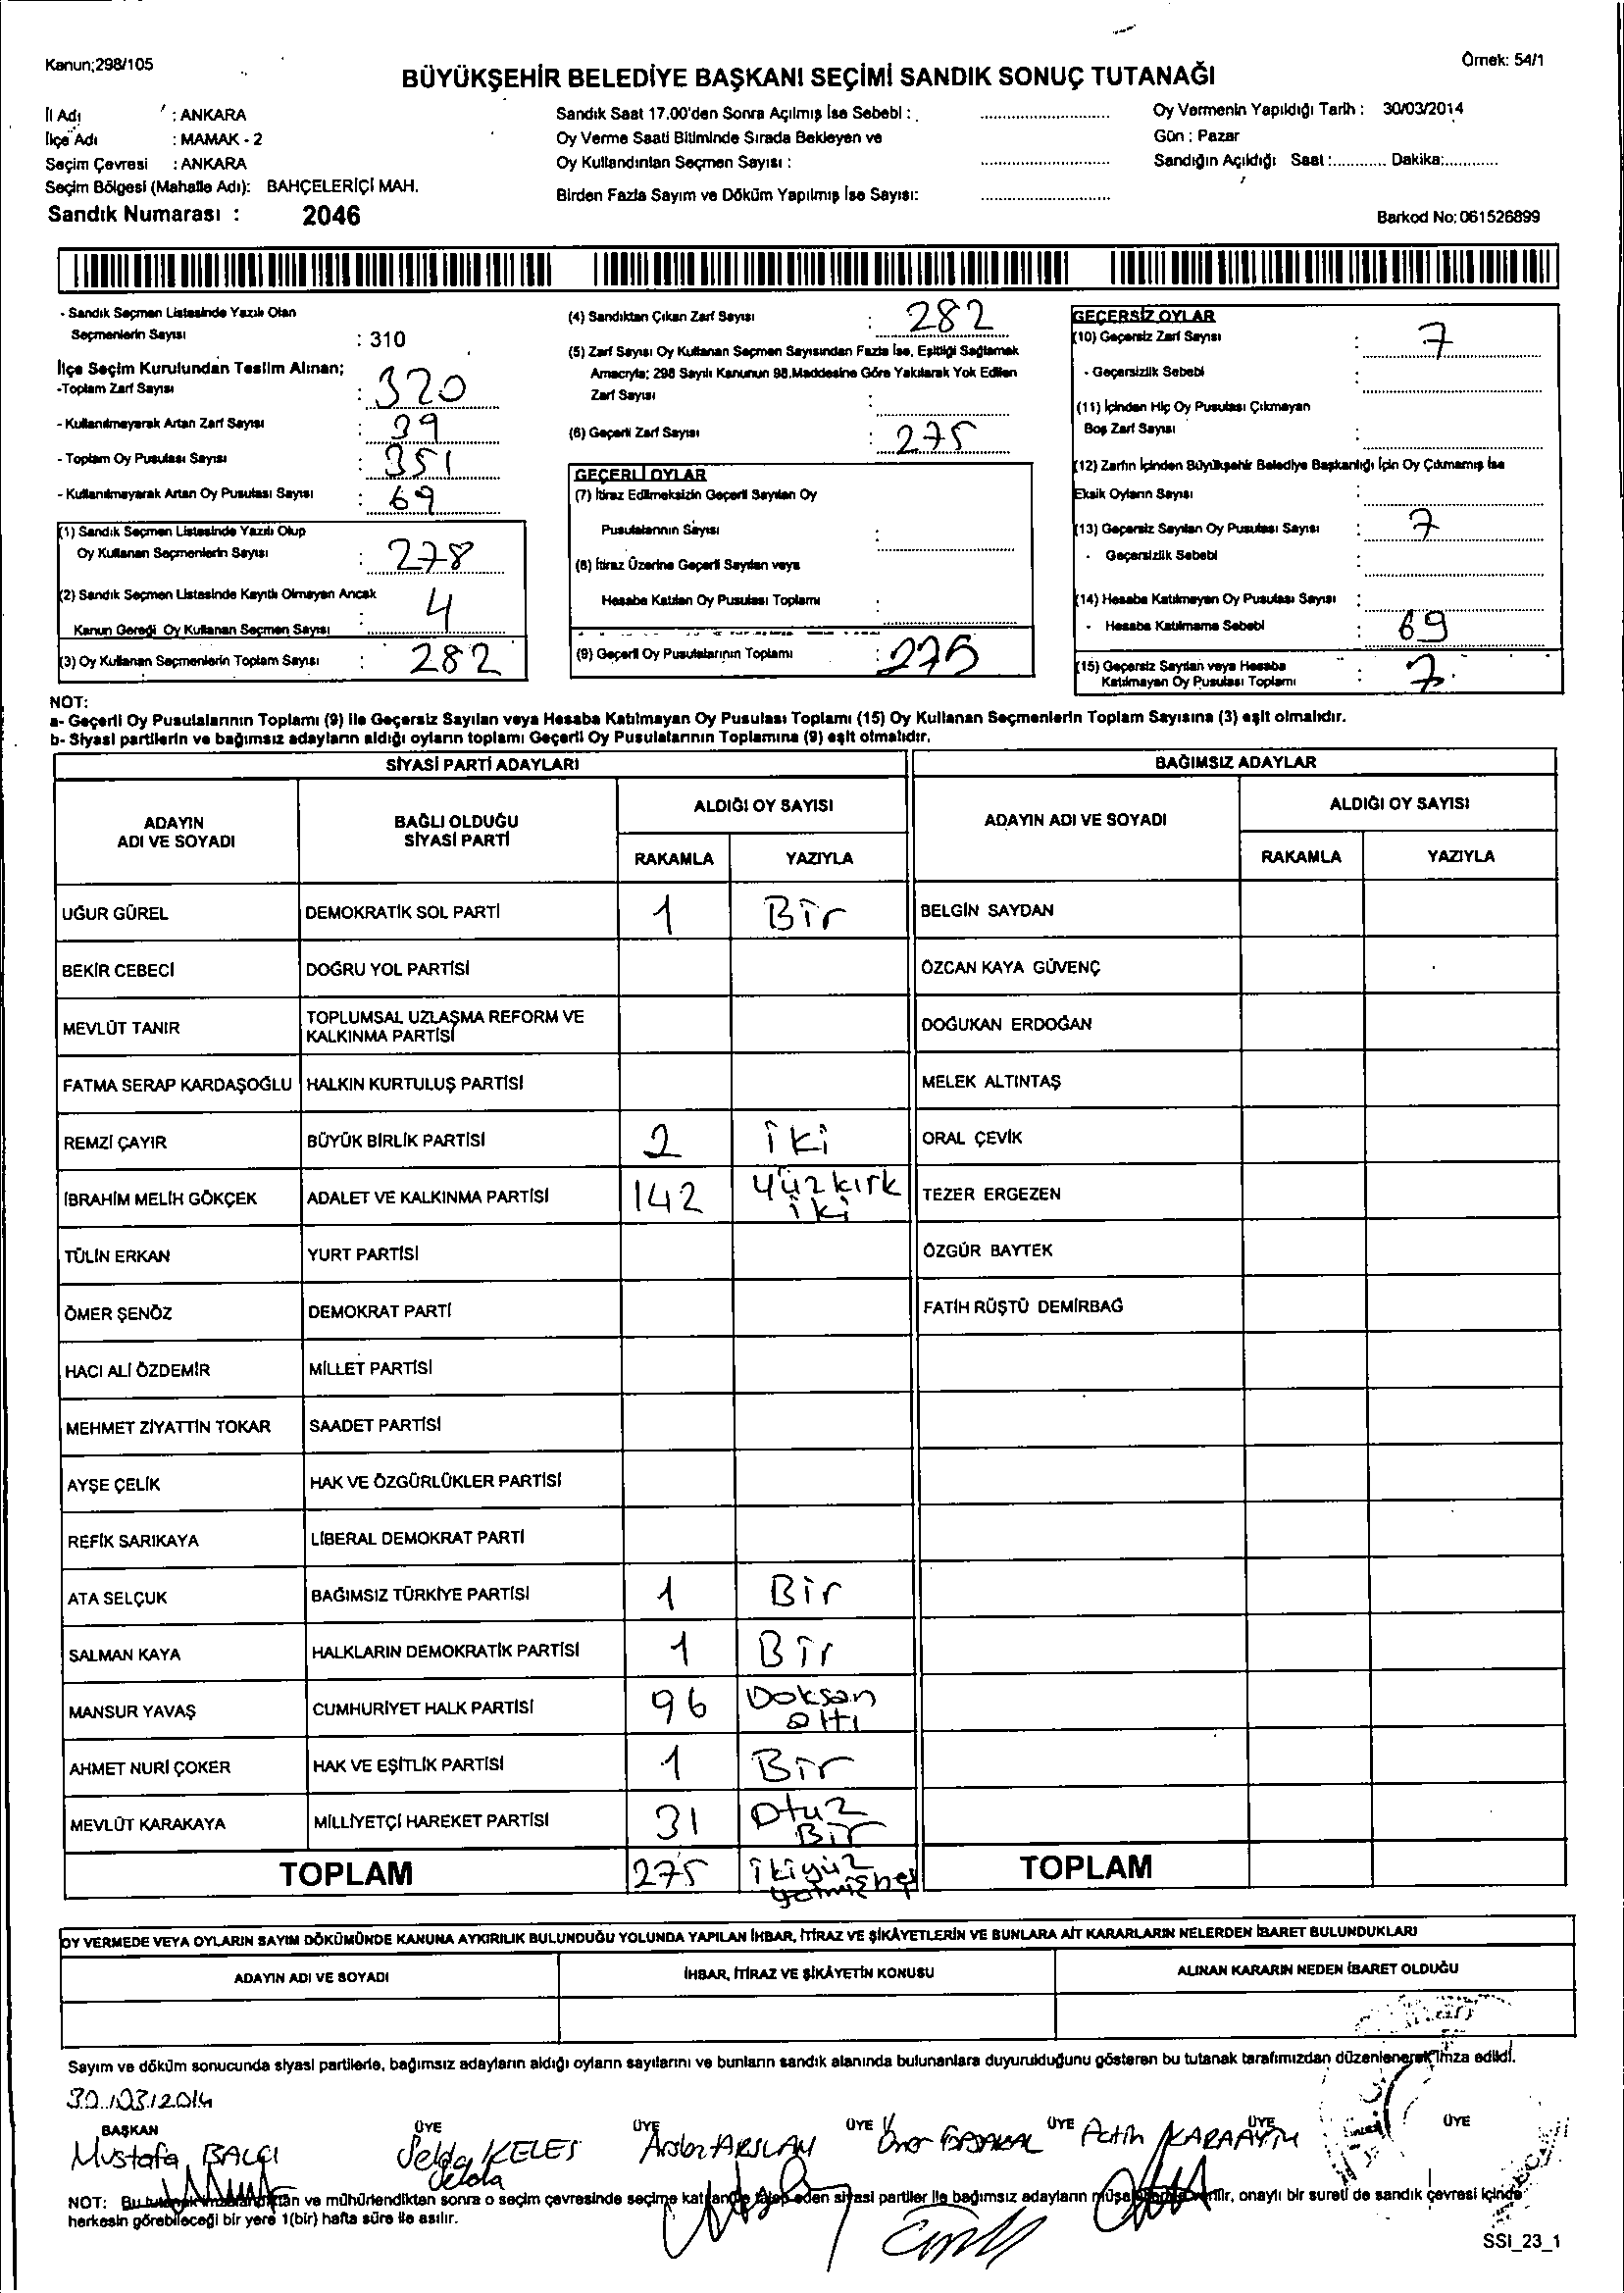 Kanun;298/105
Örnek: 54/1
BÜYÜKŞEHİR BELEDİYE BAŞKANI SEÇİMİ SANDIK SONUÇ TUTANAĞI
İl Adı : ANKARA
İlçe Adı : MAMAK - 2
Seçim Çevresi : ANKARA
Seçim Bölgesi (Mahalle Adı): BAHÇELERİÇİ MAH.
Sandık Numarası : 2046
Sandık Saat 17.00'den Sonra Açılmış İse Sebebi :
Oy Verme Saati Bitiminde Sırada Bekleyen ve
Oy Kullandırılan Seçmen Sayısı :
Birden Fazla Sayım ve Döküm Yapılmış İse Sayısı:
Oy Vermenin Yapıldığı Tarih : 30/03/2014
Gün : Pazar
Sandığın Açıldığı Saat :............ Dakika:............
Barkod No: 061526899
- Sandık Seçmen Listesinde Yazılı Olan
Seçmenlerin Sayısı : 310
İlçe Seçim Kurulundan Teslim Alınan;
-Toplam Zarf Sayısı : 320
- Kullanılmayarak Artan Zarf Sayısı : 39
- Toplam Oy Pusulası Sayısı : 351
- Kullanılmayarak Artan Oy Pusulası Sayısı : 69
(1) Sandık Seçmen Listesinde Yazılı Olup
Oy Kullanan Seçmenlerin Sayısı : 278
(2) Sandık Seçmen Listesinde Kayıtlı Olmayan Ancak
Kanun Gereği Oy Kullanan Seçmen Sayısı : 4
(3) Oy Kullanan Seçmenlerin Toplam Sayısı : 282
(4) Sandıktan Çıkan Zarf Sayısı : 282
(5) Zarf Sayısı Oy Kullanan Seçmen Sayısından Fazla İse, Eşitliği Sağlamak
Amacıyla; 298 Sayılı Kanunun 98.Maddesine Göre Yakılarak Yok Edilen
Zarf Sayısı :
(6) Geçerli Zarf Sayısı : 275
GEÇERLİ OYLAR
(7) İtiraz Edilmeksizin Geçerli Sayılan Oy
Pusulalarının Sayısı :
(8) İtiraz Üzerine Geçerli Sayılan veya
Hesaba Katılan Oy Pusulası Toplamı :
(9) Geçerli Oy Pusulalarının Toplamı : 275
GEÇERSİZ OYLAR
(10) Geçersiz Zarf Sayısı : 7
- Geçersizlik Sebebi :
(11) İçinden Hiç Oy Pusulası Çıkmayan
Boş Zarf Sayısı :
(12) Zarfın İçinden Büyükşehir Belediye Başkanlığı İçin Oy Çıkmamış İse
Eksik Oyların Sayısı :
(13) Geçersiz Sayılan Oy Pusulası Sayısı : 7
- Geçersizlik Sebebi :
(14) Hesaba Katılmayan Oy Pusulası Sayısı :
- Hesaba Katılmama Sebebi : 69
(15) Geçersiz Sayılan veya Hesaba
Katılmayan Oy Pusulası Toplamı : 7
NOT:
a- Geçerli Oy Pusulalarının Toplamı (9) ile Geçersiz Sayılan veya Hesaba Katılmayan Oy Pusulası Toplamı (15) Oy Kullanan Seçmenlerin Toplam Sayısına (3) eşit olmalıdır.
b- Siyasi partilerin ve bağımsız adayların aldığı oyların toplamı Geçerli Oy Pusulalarının Toplamına (9) eşit olmalıdır.
SİYASİ PARTİ ADAYLARI BAĞIMSIZ ADAYLAR
ADAYIN ADI VE SOYADI BAĞLI OLDUĞU SİYASİ PARTİ ALDIĞI OY SAYISI ADAYIN ADI VE SOYADI ALDIĞI OY SAYISI
RAKAMLA YAZIYLA RAKAMLA YAZIYLA
UĞUR GÜREL DEMOKRATİK SOL PARTİ 1 Bir BELGİN SAYDAN
BEKİR CEBECİ DOĞRU YOL PARTİSİ ÖZCAN KAYA GÜVENÇ
MEVLÜT TANIR TOPLUMSAL UZLAŞMA REFORM VE KALKINMA PARTİSİ DOĞUKAN ERDOĞAN
FATMA SERAP KARDAŞOĞLU HALKIN KURTULUŞ PARTİSİ MELEK ALTINTAŞ
REMZİ ÇAYIR BÜYÜK BİRLİK PARTİSİ 2 iki ORAL ÇEVİK
İBRAHİM MELİH GÖKÇEK ADALET VE KALKINMA PARTİSİ 142 yüzkırk iki TEZER ERGEZEN
TÜLİN ERKAN YURT PARTİSİ ÖZGÜR BAYTEK
ÖMER ŞENÖZ DEMOKRAT PARTİ FATİH RÜŞTÜ DEMİRBAĞ
HACI ALİ ÖZDEMİR MİLLET PARTİSİ
MEHMET ZİYATTİN TOKAR SAADET PARTİSİ
AYŞE ÇELİK HAK VE ÖZGÜRLÜKLER PARTİSİ
REFİK SARIKAYA LİBERAL DEMOKRAT PARTİ
ATA SELÇUK BAĞIMSIZ TÜRKİYE PARTİSİ 1 Bir
SALMAN KAYA HALKLARIN DEMOKRATİK PARTİSİ 1 Bir
MANSUR YAVAŞ CUMHURİYET HALK PARTİSİ 96 Doksan altı
AHMET NURİ ÇOKER HAK VE EŞİTLİK PARTİSİ 1 Bir
MEVLÜT KARAKAYA MİLLİYETÇİ HAREKET PARTİSİ 31 Otuz Bir
TOPLAM 275 ikiyüz yetmişbeş TOPLAM
OY VERMEDE VEYA OYLARIN SAYIM DÖKÜMÜNDE KANUNA AYKIRILIK BULUNDUĞU YOLUNDA YAPILAN İHBAR, İTİRAZ VE ŞİKÂYETLERİN VE BUNLARA AİT KARARLARIN NELERDEN İBARET BULUNDUKLARI
ADAYIN ADI VE SOYADI İHBAR, İTİRAZ VE ŞİKÂYETİN KONUSU ALINAN KARARIN NEDEN İBARET OLDUĞU
Sayım ve döküm sonucunda siyasi partilerle, bağımsız adayların aldığı oyların sayılarını ve bunların sandık alanında bulunanlara duyurulduğunu gösteren bu tutanak tarafımızdan düzenlenerek imza edildi.
30/03/2014
BAŞKAN ÜYE ÜYE ÜYE ÜYE ÜYE ÜYE
Mustafa BALCI Selda KELEŞ Arslan ARSLAN
Selda
NOT: Bu tutanak ve mühürlendikten sonra o seçim çevresinde seçime katılan siyasi partiler ile bağımsız adayların verilir, onaylı bir sureti de sandık çevresi içinde
herkesin görebileceği bir yere 1(bir) hafta süre ile asılır.
SSI_23_1